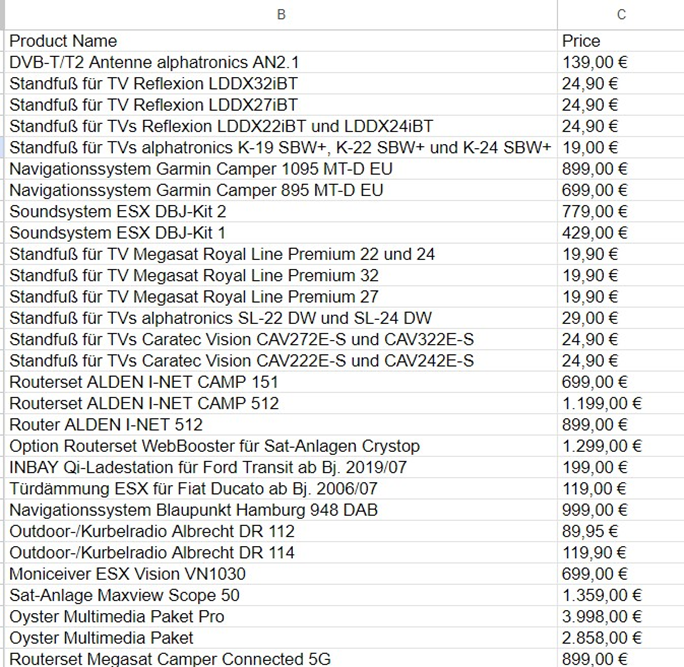 B C
Product Name Price
DVB-T/T2 Antenne alphatronics AN2.1 139,00 €
Standfuß für TV Reflexion LDDX32iBT 24,90 €
Standfuß für TV Reflexion LDDX27iBT 24,90 €
Standfuß für TVs Reflexion LDDX22iBT und LDDX24iBT 24,90 €
Standfuß für TVs alphatronics K-19 SBW+, K-22 SBW+ und K-24 SBW+ 19,00 €
Navigationssystem Garmin Camper 1095 MT-D EU 899,00 €
Navigationssystem Garmin Camper 895 MT-D EU 699,00 €
Soundsystem ESX DBJ-Kit 2 779,00 €
Soundsystem ESX DBJ-Kit 1 429,00 €
Standfuß für TV Megasat Royal Line Premium 22 und 24 19,90 €
Standfuß für TV Megasat Royal Line Premium 32 19,90 €
Standfuß für TV Megasat Royal Line Premium 27 19,90 €
Standfuß für TVs alphatronics SL-22 DW und SL-24 DW 29,00 €
Standfuß für TVs Caratec Vision CAV272E-S und CAV322E-S 24,90 €
Standfuß für TVs Caratec Vision CAV222E-S und CAV242E-S 24,90 €
Routerset ALDEN I-NET CAMP 151 699,00 €
Routerset ALDEN I-NET CAMP 512 1.199,00 €
Router ALDEN I-NET 512 899,00 €
Option Routerset WebBooster für Sat-Anlagen Crystop 1.299,00 €
INBAY Qi-Ladestation für Ford Transit ab Bj. 2019/07 199,00 €
Türdämmung ESX für Fiat Ducato ab Bj. 2006/07 119,00 €
Navigationssystem Blaupunkt Hamburg 948 DAB 999,00 €
Outdoor-/Kurbelradio Albrecht DR 112 89,95 €
Outdoor-/Kurbelradio Albrecht DR 114 119,90 €
Moniceiver ESX Vision VN1030 699,00 €
Sat-Anlage Maxview Scope 50 1.359,00 €
Oyster Multimedia Paket Pro 3.998,00 €
Oyster Multimedia Paket 2.858,00 €
Routerset Megasat Camper Connected 5G 899,00 €